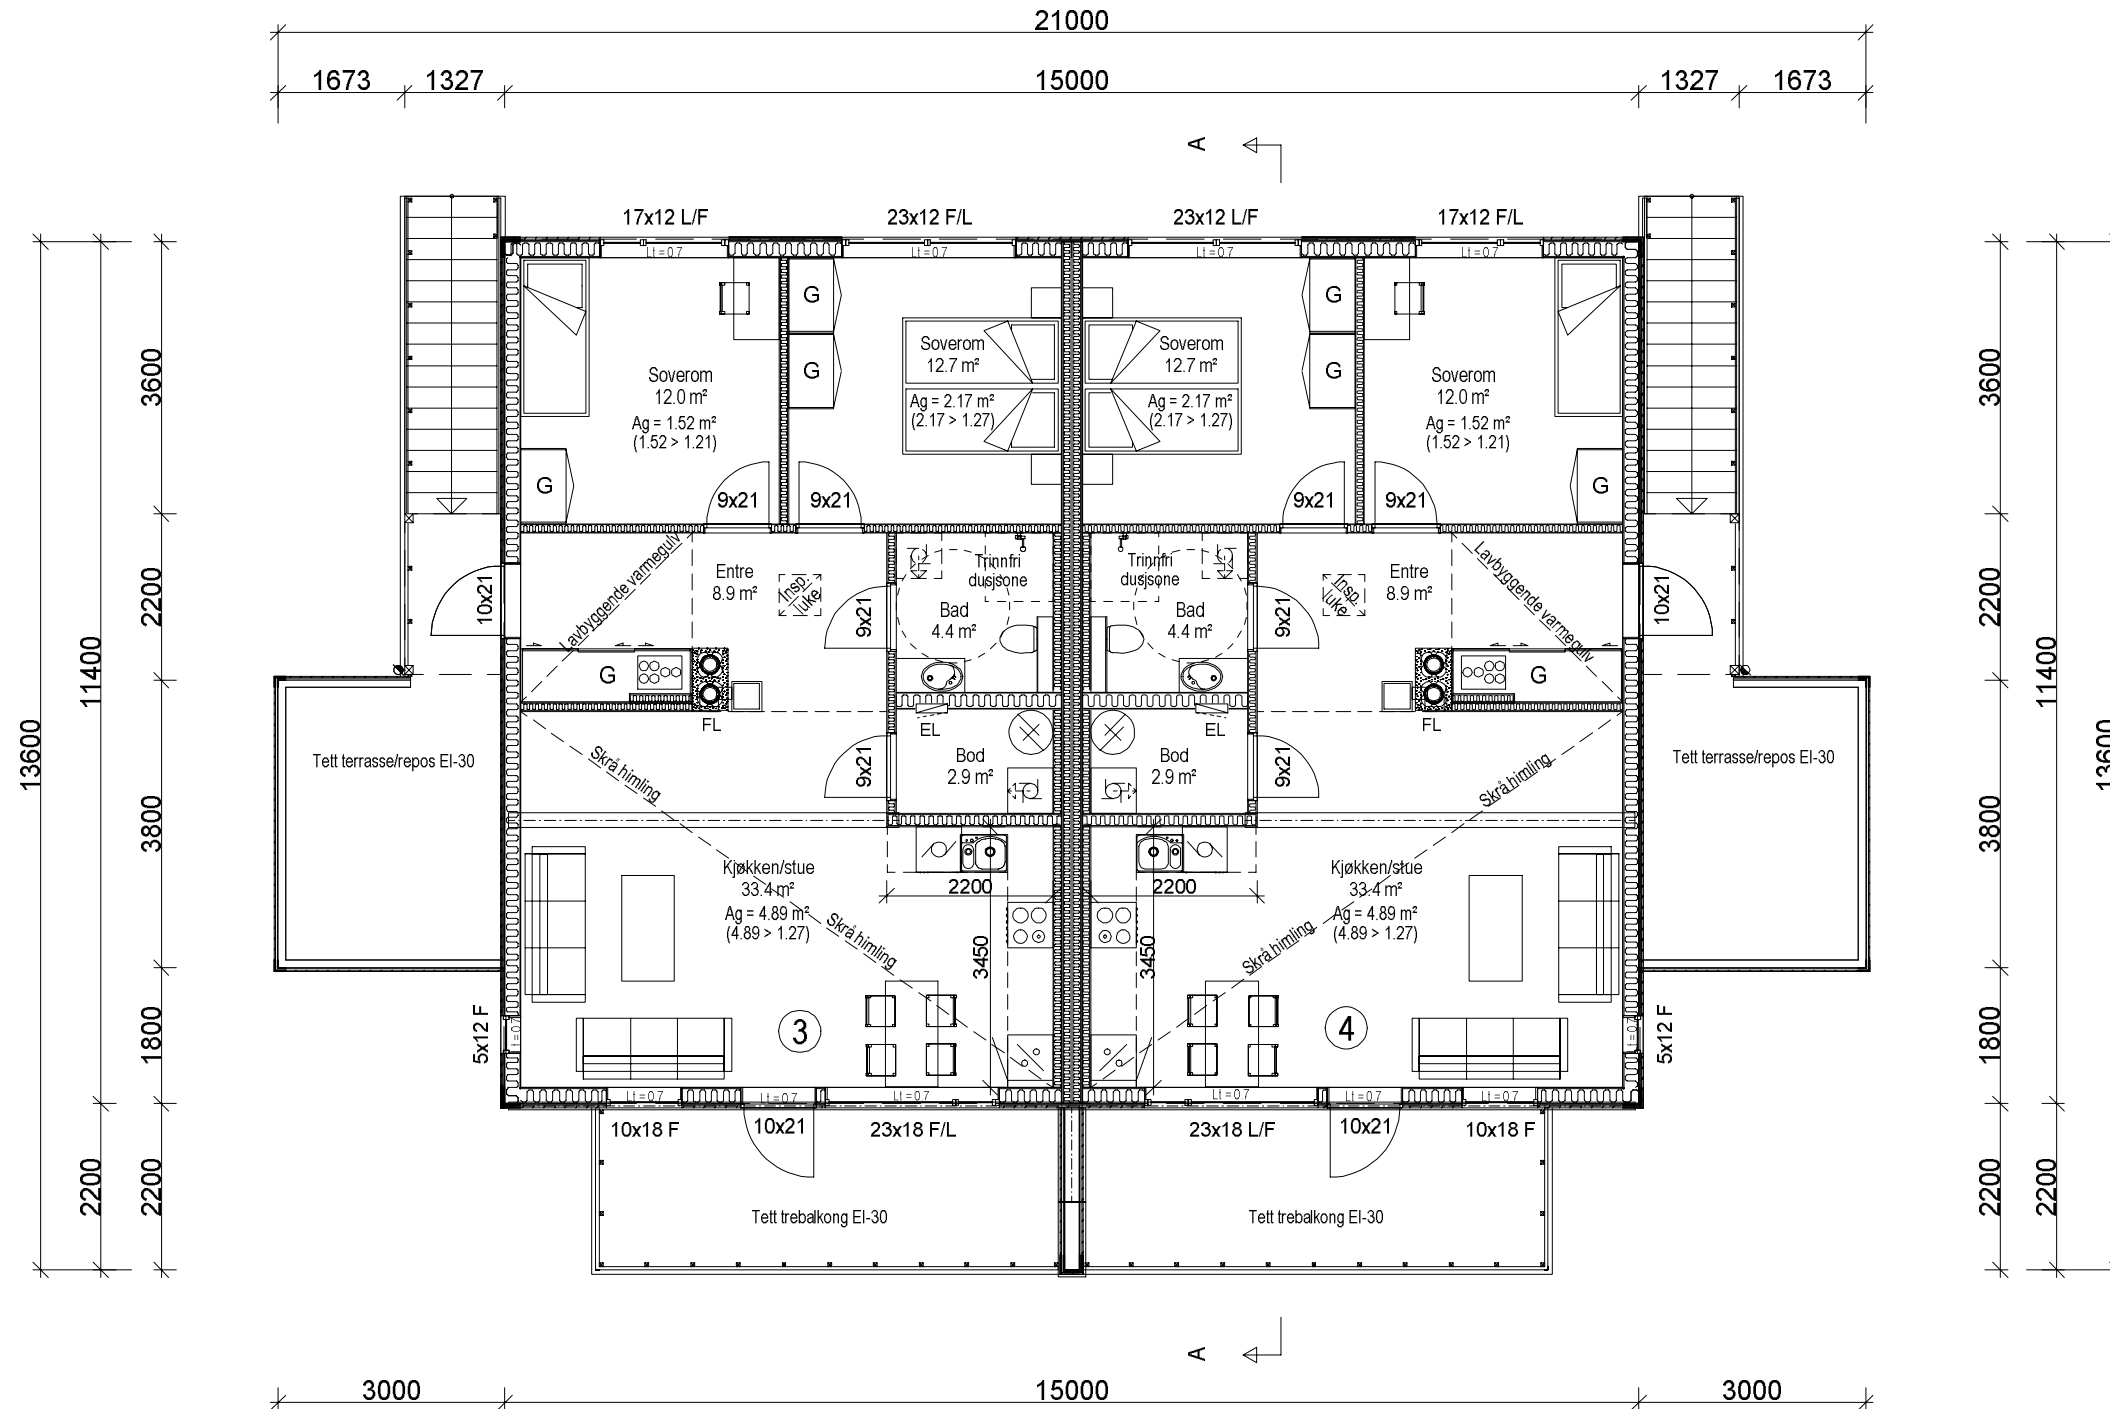 21000
1673
1327
15000
1327
1673
A
17x12 L/F
23x12 F/L
23x12 L/F
17x12 F/L
Lt = 0.7
Lt = 0.7
Lt = 0.7
Lt = 0.7
G
G
Soverom
12.7 m²
Soverom
12.7 m²
3600
3600
G
G
Soverom
12.0 m²
Soverom
12.0 m²
Ag = 2.17 m²
(2.17 > 1.27)
Ag = 2.17 m²
(2.17 > 1.27)
Ag = 1.52 m²
(1.52 > 1.21)
Ag = 1.52 m²
(1.52 > 1.21)
G
9x21
9x21
9x21
9x21
G
Lavbyggende varmegulv
Lavbyggende varmegulv
Entre
8.9 m²
Insp.
luke
Trinnfri
dusjsone
Trinnfri
dusjsone
Insp.
luke
Entre
8.9 m²
2200
10x21
9x21
Bad
4.4 m²
Bad
4.4 m²
9x21
10x21
2200
11400
11400
G
G
FL
EL
EL
FL
13600
13600
Tett terrasse/repos EI-30
Skrå himling
9x21
Bod
2.9 m²
Bod
2.9 m²
9x21
Skrå himling
Tett terrasse/repos EI-30
3800
3800
Kjøkken/stue
33.4 m²
Ag = 4.89 m²
(4.89 > 1.27)
2200
2200
Kjøkken/stue
33.4 m²
Ag = 4.89 m²
(4.89 > 1.27)
Skrå himling
Skrå himling
3450
3450
1800
5x12 F
3
4
5x12 F
1800
Lt = 0.7
Lt = 0.7
Lt = 0.7
Lt = 0.7
Lt = 0.7
Lt = 0.7
10x18 F
10x21
23x18 F/L
23x18 L/F
10x21
10x18 F
2200
2200
Tett trebalkong EI-30
Tett trebalkong EI-30
2200
2200
A
3000
15000
3000